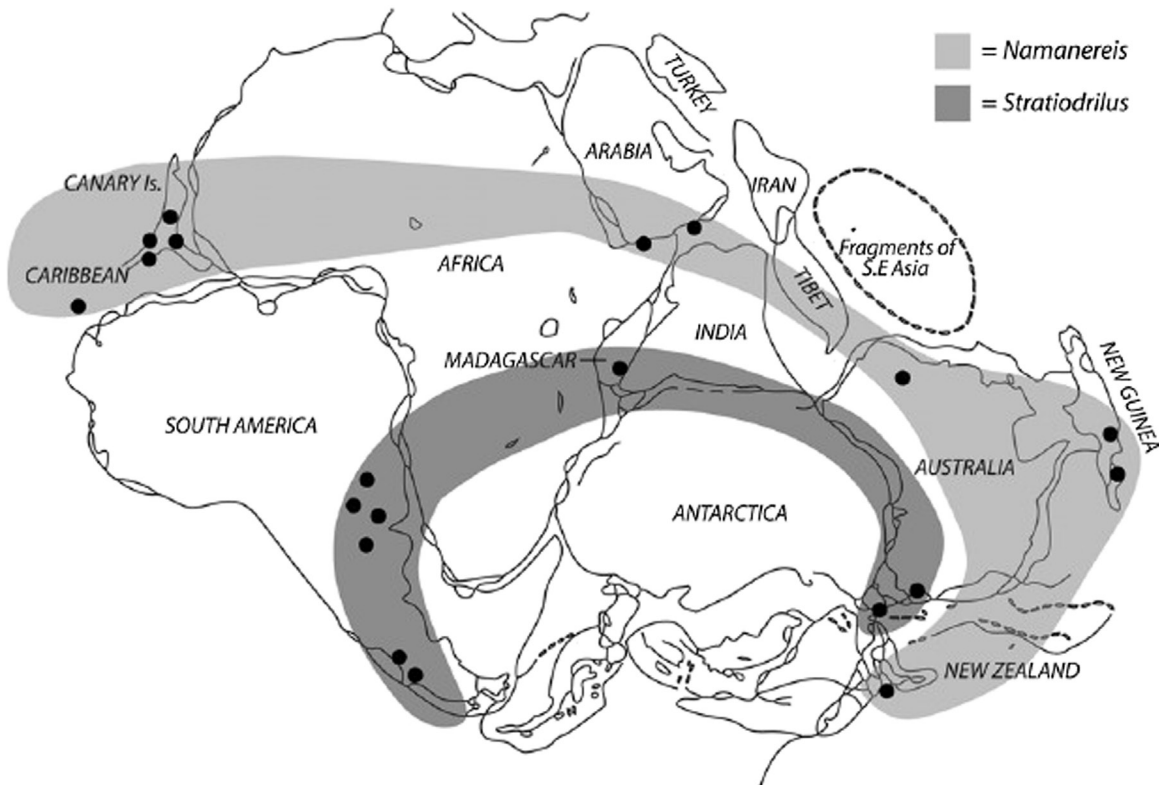 = Namanereis
= Stratiodrilus
TURKEY
ARABIA
CANARY Is.
IRAN
Fragments of
S.E Asia
CARIBBEAN
AFRICA
TIBET
INDIA
MADAGASCAR
NEW GUINEA
SOUTH AMERICA
AUSTRALIA
ANTARCTICA
NEW ZEALAND